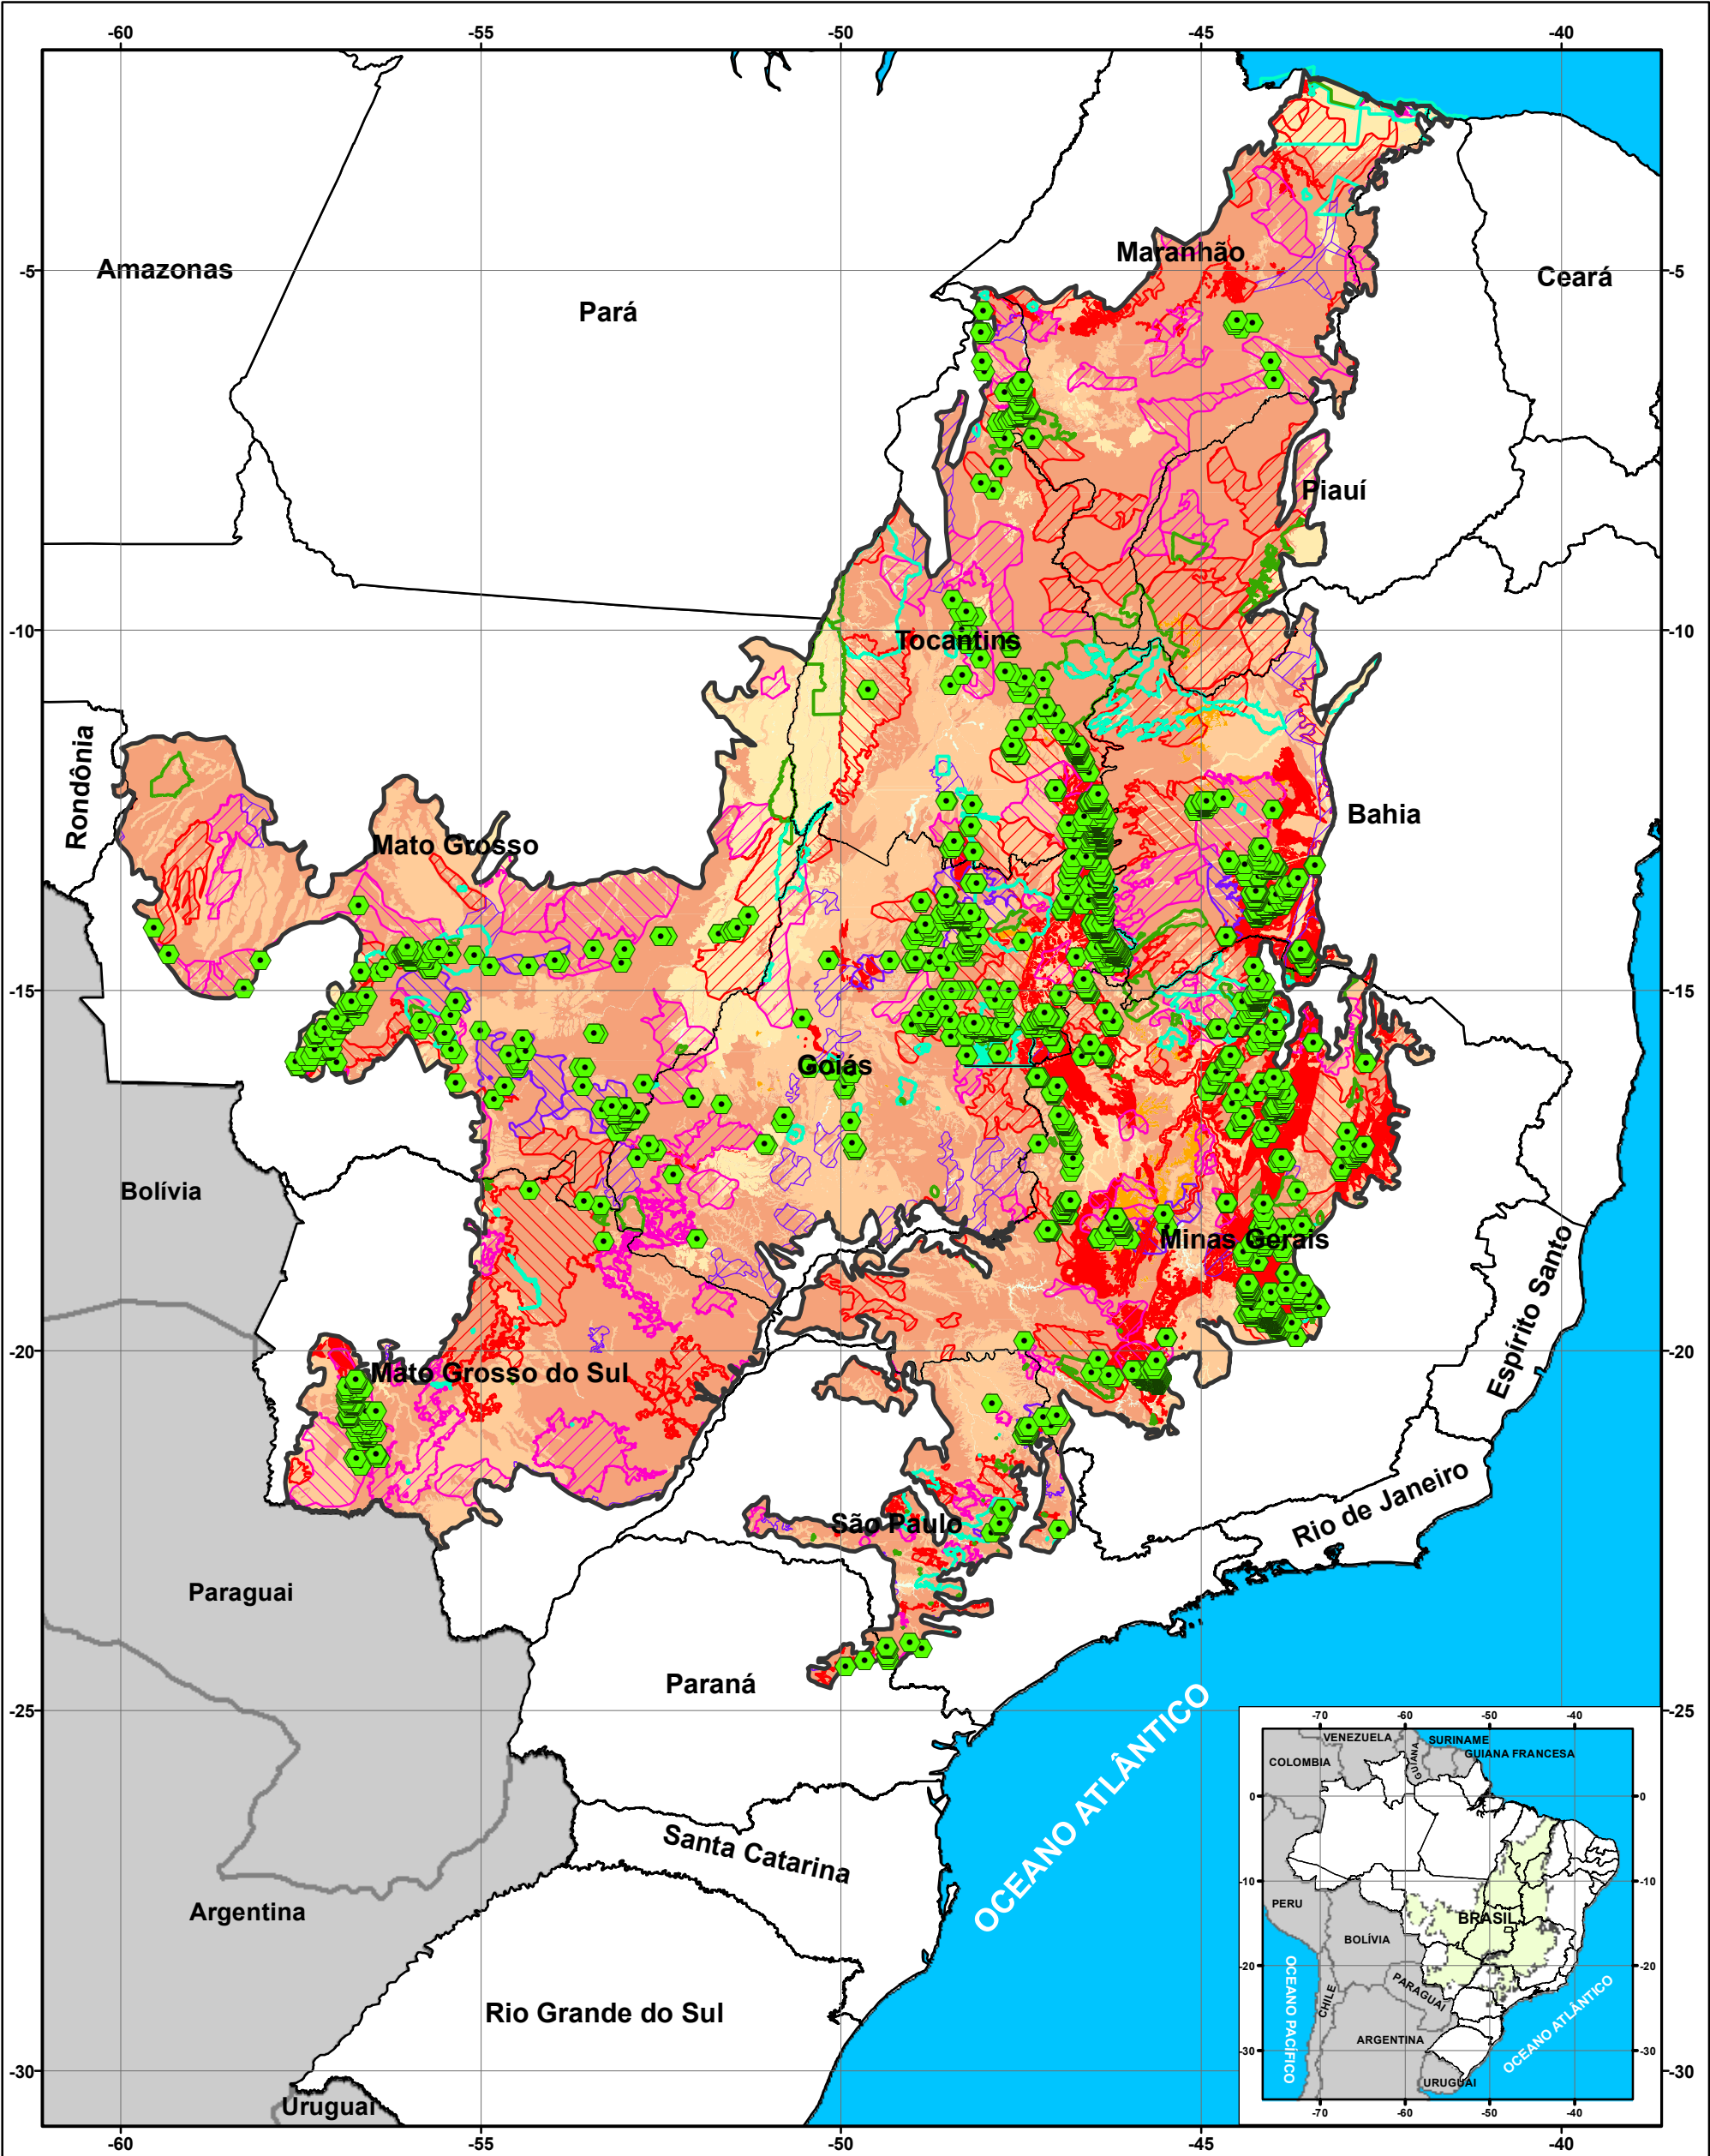 -60 -55 -50 -45 -40
Maranhão
Amazonas
-5 -5
Ceará
Pará
Piauí
-10 -10
Tocantins
Rondônia
Bahia
Mato Grosso
-15 -15
Goiás
Bolívia
Minas Gerais
Espírito Santo
-20 -20
Mato Grosso do Sul
Rio de Janeiro
São Paulo
Paraguai
Paraná
-25 -25
OCEANO ATLÂNTICO
Santa Catarina
Argentina
Rio Grande do Sul
-30 -30
Uruguai
-60 -55 -50 -45 -40
-70 -60 -50 -40
VENEZUELA
SURINAME
GUIANA
GUIANA FRANCESA
COLOMBIA
0 0
-10 -10
PERU
BRASIL
BOLÍVIA
-20 -20
PARAGUAI
CHILE
OCEANO PACÍFICO
OCEANO ATLÂNTICO
ARGENTINA
-30 -30
URUGUAI
-70 -60 -50 -40